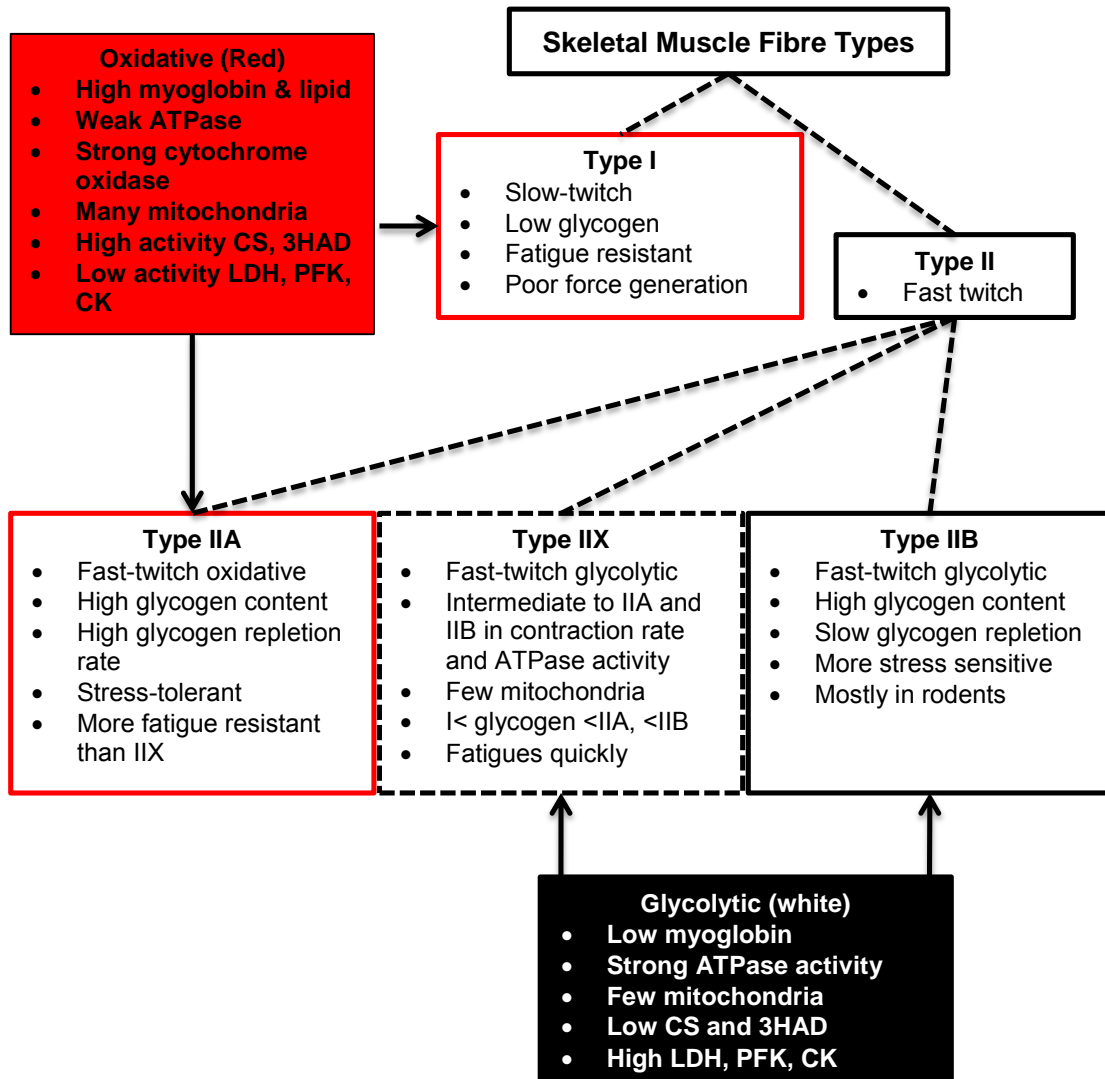 Skeletal Muscle Fibre Types
Oxidative (Red)
• High myoglobin & lipid
• Weak ATPase
• Strong cytochrome
oxidase
• Many mitochondria
• High activity CS, 3HAD
• Low activity LDH, PFK,
CK
Type I
• Slow-twitch
• Low glycogen
• Fatigue resistant
• Poor force generation
Type II
• Fast twitch
Type IIA
• Fast-twitch oxidative
• High glycogen content
• High glycogen repletion
rate
• Stress-tolerant
• More fatigue resistant
than IIX
Type IIX
• Fast-twitch glycolytic
• Intermediate to IIA and
IIB in contraction rate
and ATPase activity
• Few mitochondria
• I< glycogen <IIA, <IIB
• Fatigues quickly
Type IIB
• Fast-twitch glycolytic
• High glycogen content
• Slow glycogen repletion
• More stress sensitive
• Mostly in rodents
Glycolytic (white)
• Low myoglobin
• Strong ATPase activity
• Few mitochondria
• Low CS and 3HAD
• High LDH, PFK, CK